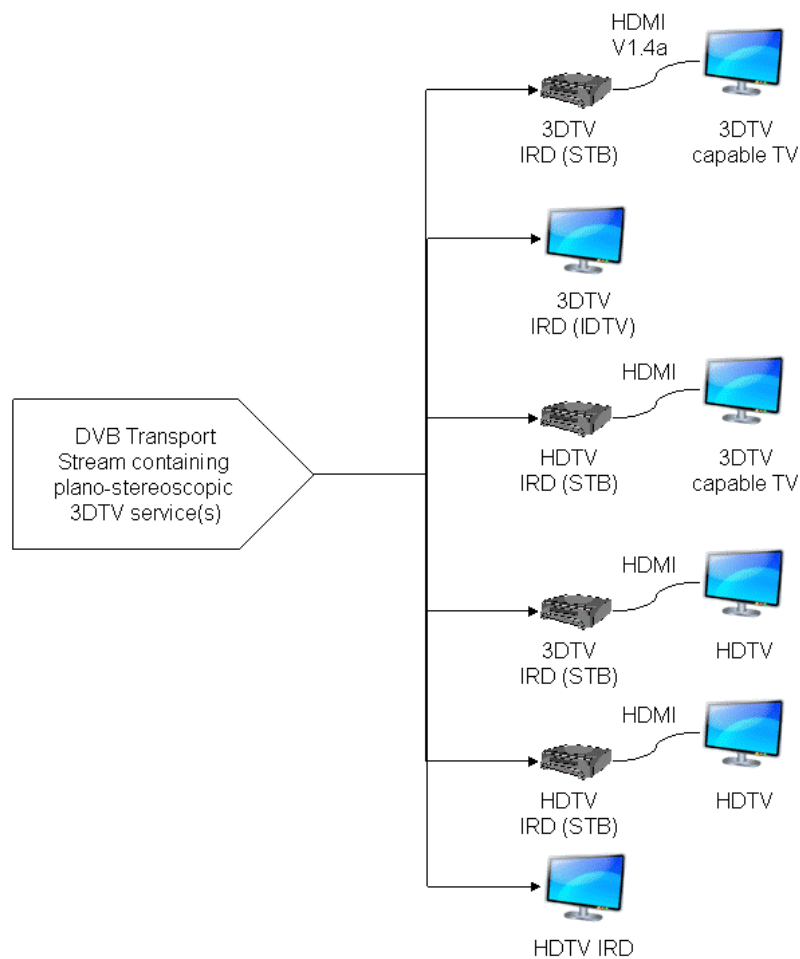 HDMI
V1.4a
3DTV
IRD (STB)
3DTV
capable TV
3DTV
IRD (IDTV)
HDMI
HDTV
IRD (STB)
3DTV
capable TV
DVB Transport
Stream containing
plano-stereoscopic
3DTV service(s)
HDMI
3DTV
IRD (STB)
HDTV
HDMI
HDTV
IRD (STB)
HDTV
HDTV IRD